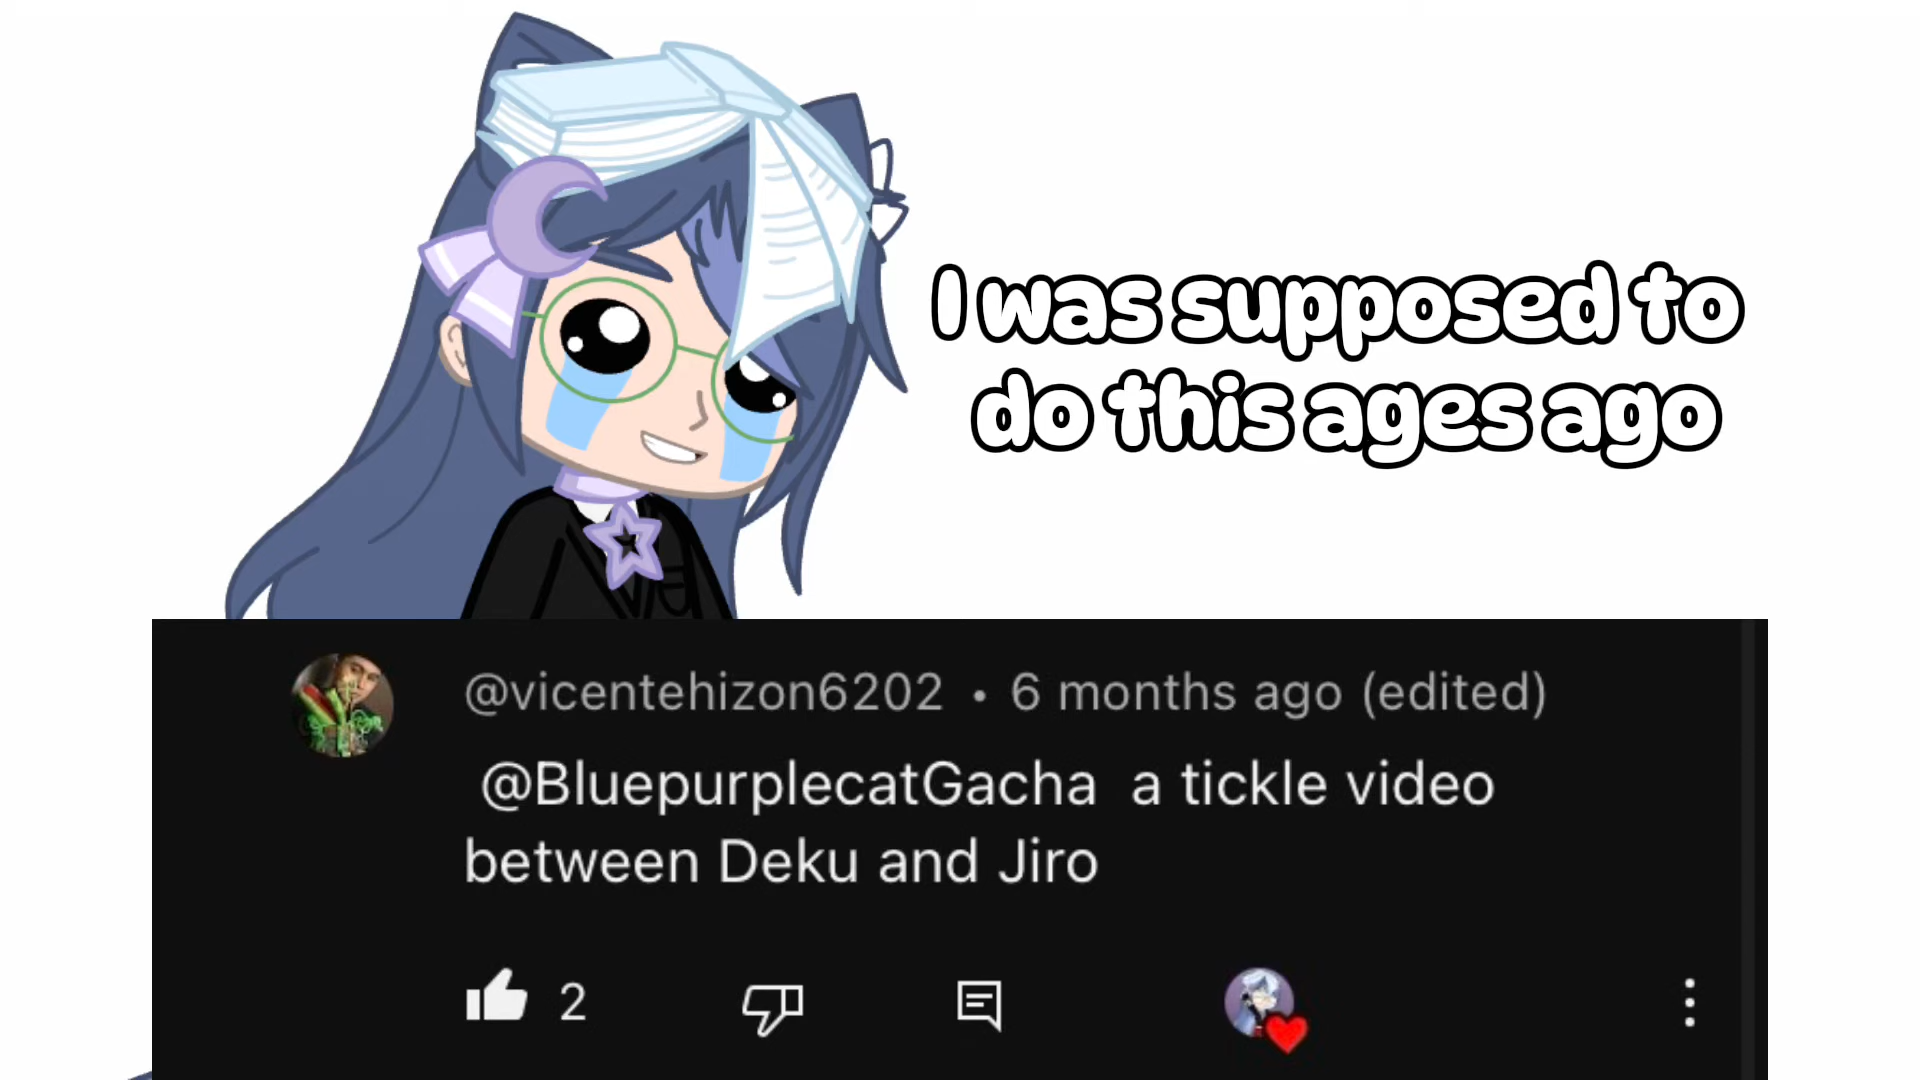 I was supposed to
do this ages ago
@vicentehizon6202 • 6 months ago (edited)
@BluepurplecatGacha a tickle video
between Deku and Jiro
2